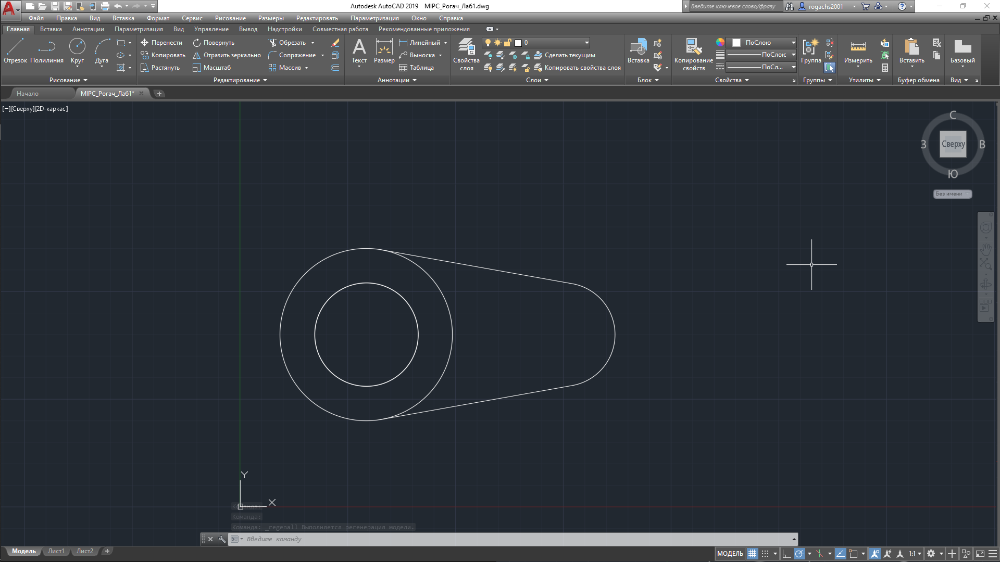 Autodesk AutoCAD 2019 МІРС_Рогач_Лаб1.dwg
Введите ключевое слово/фразу
rogachs2001
Файл Правка Вид Вставка Формат Сервис Рисование Размеры Редактировать Параметризация Окно Справка
Главная Вставка Аннотации Параметризация Вид Управление Вывод Надстройки Совместная работа Рекомендованные приложения
Отрезок Полилиния Круг Дуга
Рисование
Перенести Повернуть Обрезать
Копировать Отразить зеркально Сопряжение
Растянуть Масштаб Массив
Редактирование
Текст Размер
Линейный
Выноска
Таблица
Аннотации
Свойства слоя
0
Сделать текущим
Копировать свойства слоя
Слои
Вставка
Блок
Копирование свойств
ПоСлою
ПоСлою
ПоСл...
Свойства
Группа
Группы
Измерить
Утилиты
Вставить
Буфер обмена
Базовый
Вид
Начало МІРС_Рогач_Лаб1*
[−][Сверху][2D-каркас]
С
З Сверху В
Ю
Без имени
Y
X
Команда:
Команда:
Команда: _regenall Выполняется регенерация модели.
Введите команду
Модель Лист1 Лист2
МОДЕЛЬ
1:1